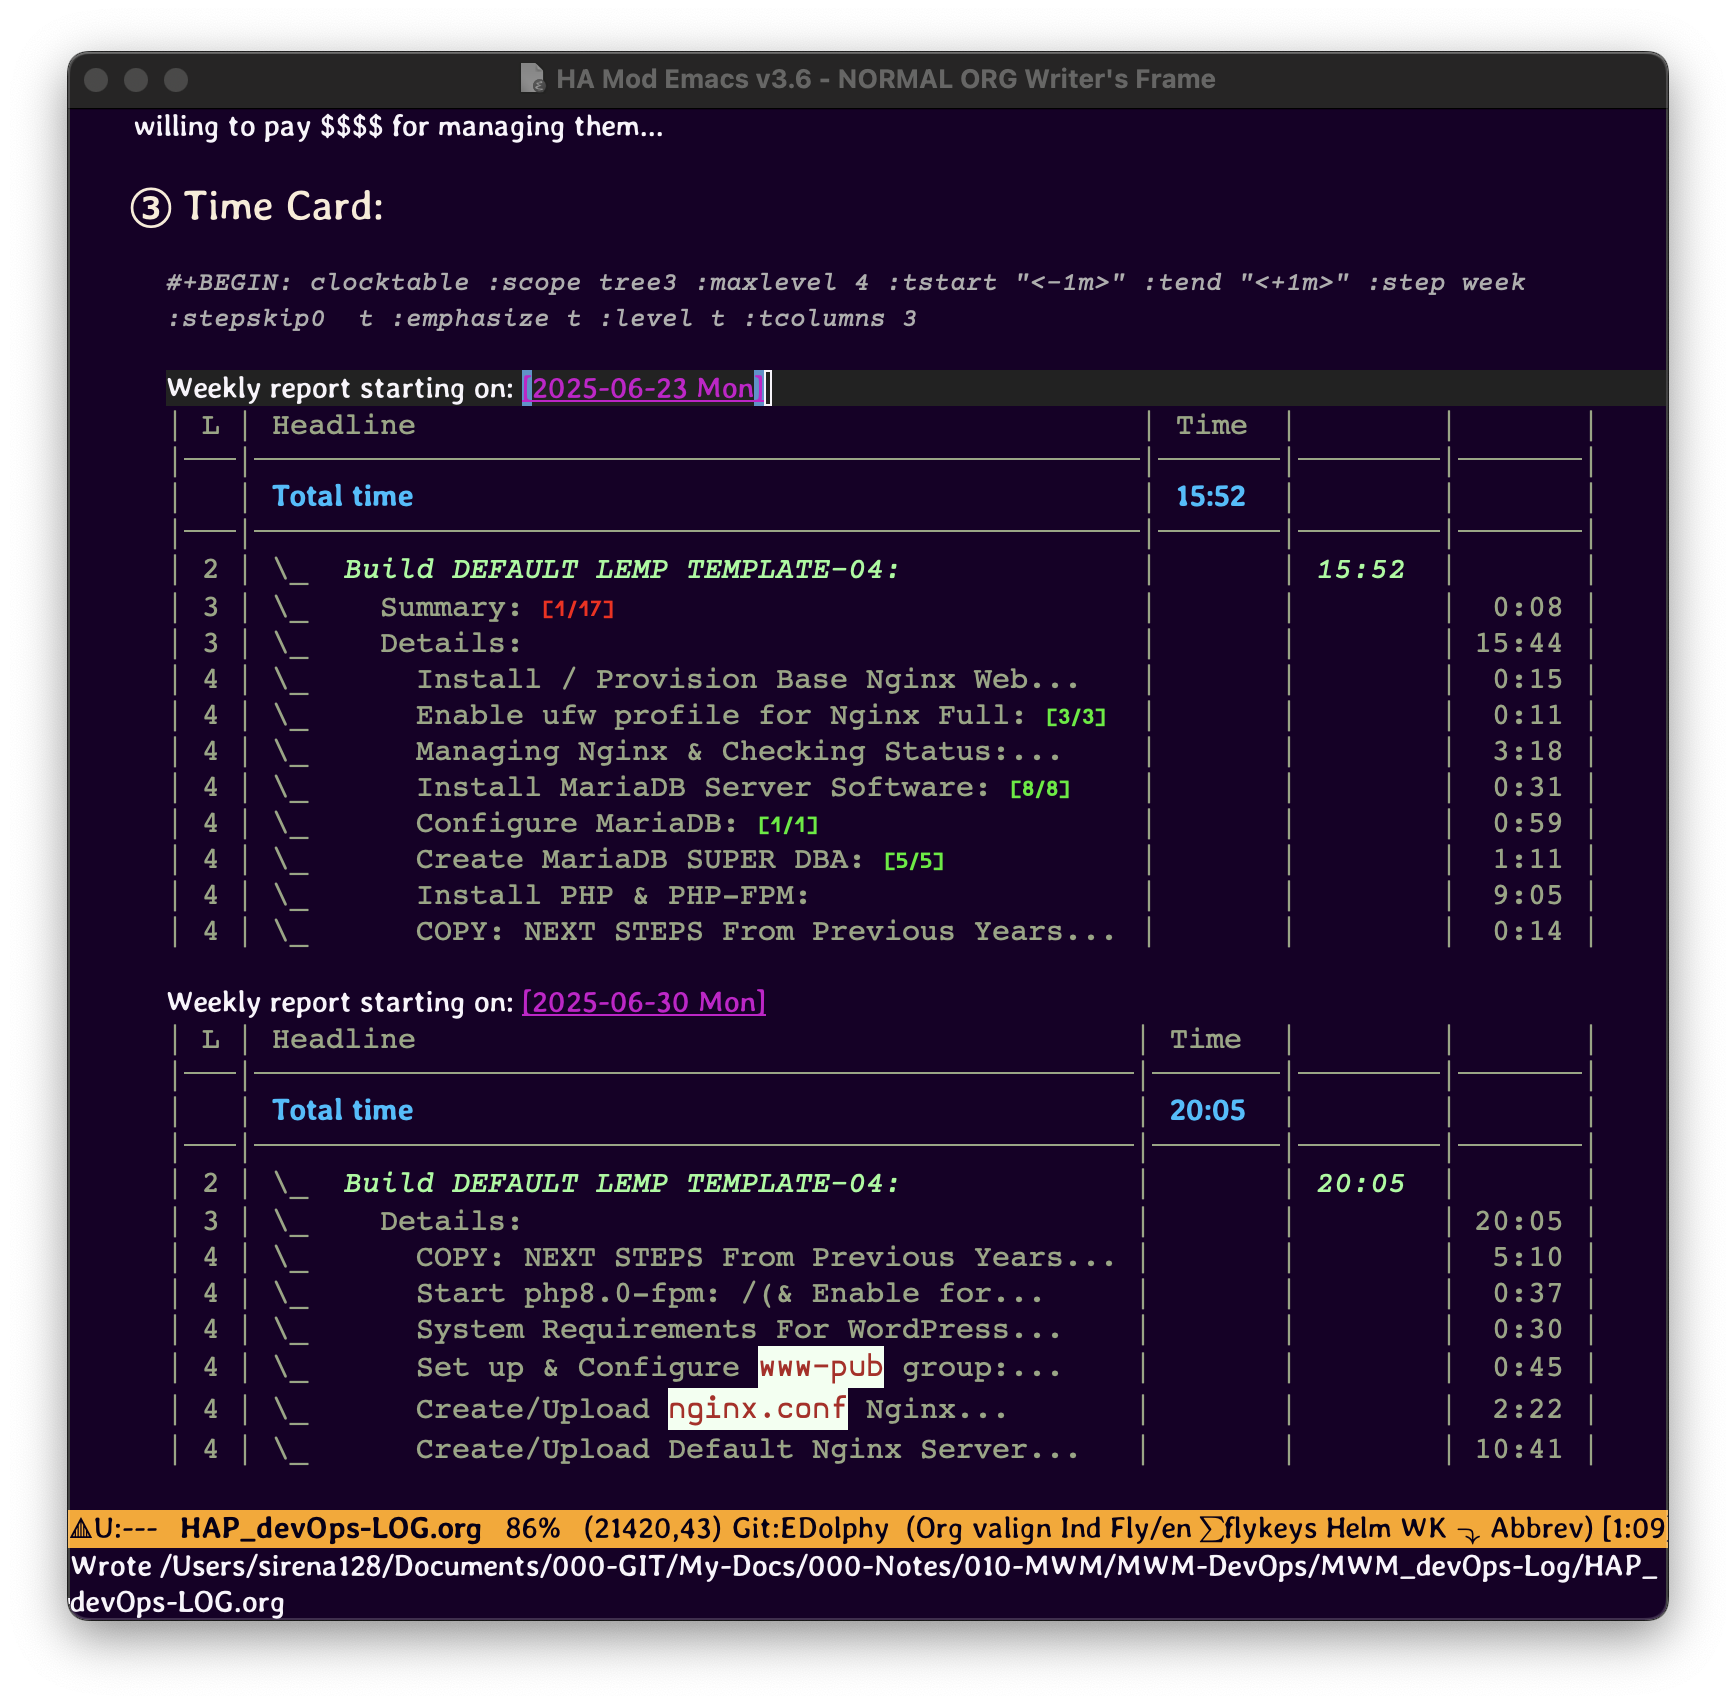 HA Mod Emacs v3.6 - NORMAL ORG Writer's Frame
willing to pay $$$$ for managing them...
③ Time Card:
#+BEGIN: clocktable :scope tree3 :maxlevel 4 :tstart "<-1m>" :tend "<+1m>" :step week
:stepskip0  t :emphasize t :level t :tcolumns 3
Weekly report starting on: [2025-06-23 Mon]
| L | Headline | Time | | |
| | Total time | 15:52 | | |
| 2 | \_ Build DEFAULT LEMP TEMPLATE-04: | | 15:52 | |
| 3 | \_ Summary: [1/17] | | | 0:08 |
| 3 | \_ Details: | | | 15:44 |
| 4 | \_ Install / Provision Base Nginx Web... | | | 0:15 |
| 4 | \_ Enable ufw profile for Nginx Full: [3/3] | | | 0:11 |
| 4 | \_ Managing Nginx & Checking Status:... | | | 3:18 |
| 4 | \_ Install MariaDB Server Software: [8/8] | | | 0:31 |
| 4 | \_ Configure MariaDB: [1/1] | | | 0:59 |
| 4 | \_ Create MariaDB SUPER DBA: [5/5] | | | 1:11 |
| 4 | \_ Install PHP & PHP-FPM: | | | 9:05 |
| 4 | \_ COPY: NEXT STEPS From Previous Years... | | | 0:14 |
Weekly report starting on: [2025-06-30 Mon]
| L | Headline | Time | | |
| | Total time | 20:05 | | |
| 2 | \_ Build DEFAULT LEMP TEMPLATE-04: | | 20:05 | |
| 3 | \_ Details: | | | 20:05 |
| 4 | \_ COPY: NEXT STEPS From Previous Years... | | | 5:10 |
| 4 | \_ Start php8.0-fpm: /(& Enable for... | | | 0:37 |
| 4 | \_ System Requirements For WordPress... | | | 0:30 |
| 4 | \_ Set up & Configure www-pub group:... | | | 0:45 |
| 4 | \_ Create/Upload nginx.conf Nginx... | | | 2:22 |
| 4 | \_ Create/Upload Default Nginx Server... | | | 10:41 |
U:--- HAP_devOps-LOG.org 86% (21420,43) Git:EDolphy (Org valign Ind Fly/en ∑flykeys Helm WK ⤵ Abbrev) [1:09]
Wrote /Users/sirena128/Documents/000-GIT/My-Docs/000-Notes/010-MWM/MWM-DevOps/MWM_devOps-Log/HAP_
devOps-LOG.org